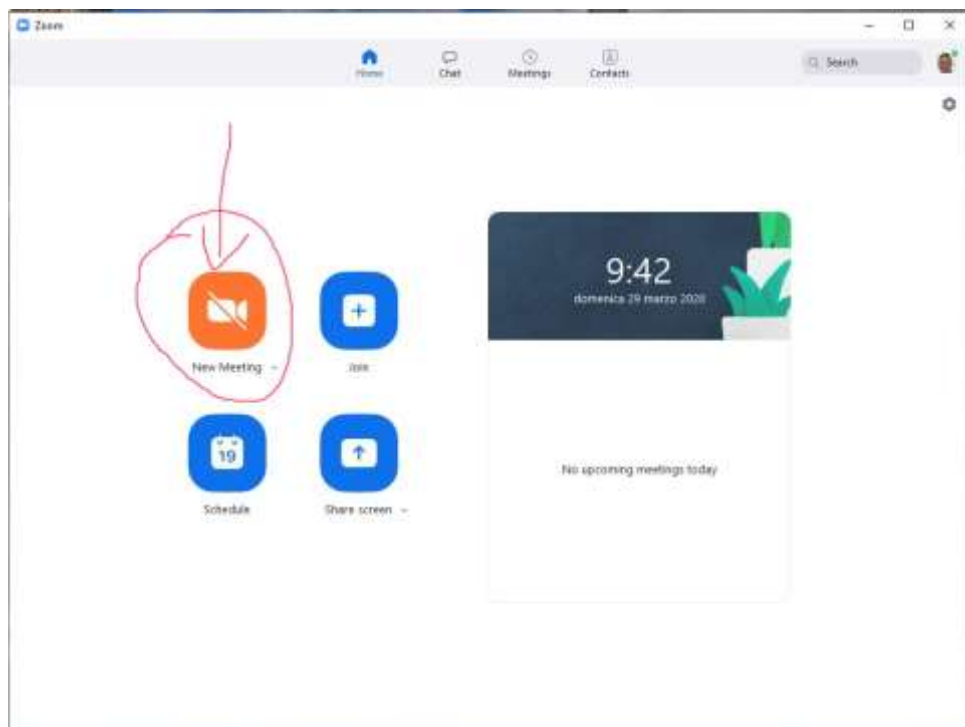 Zoom
Home
Chat
Meetings
Contacts
Search
9:42
domenica 29 marzo 2020
New Meeting
Join
19
Schedule
Share screen
No upcoming meetings today